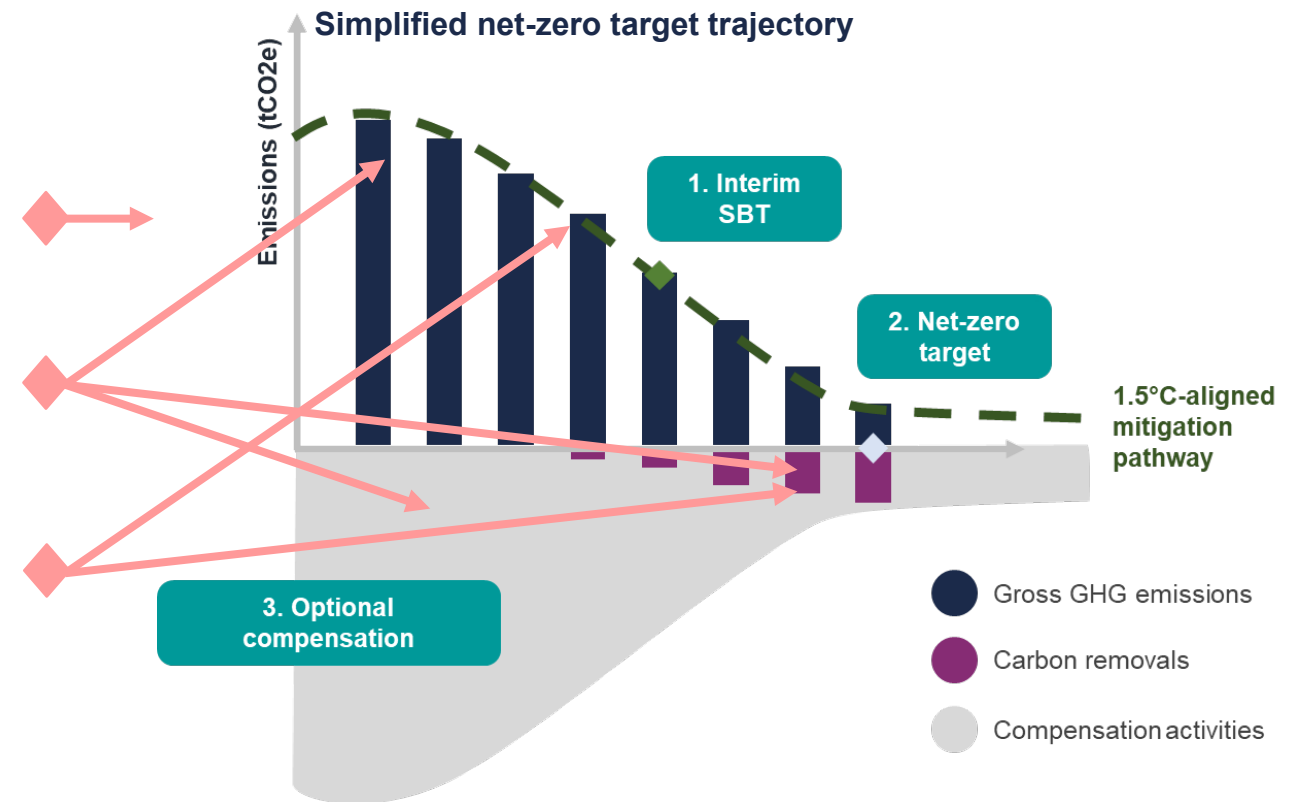 Simplified net-zero target trajectory
Emissions (tCO2e)
1. Interim
SBT
2. Net-zero
target
1.5°C-aligned
mitigation
pathway
3. Optional
compensation
Gross GHG emissions
Carbon removals
Compensation activities